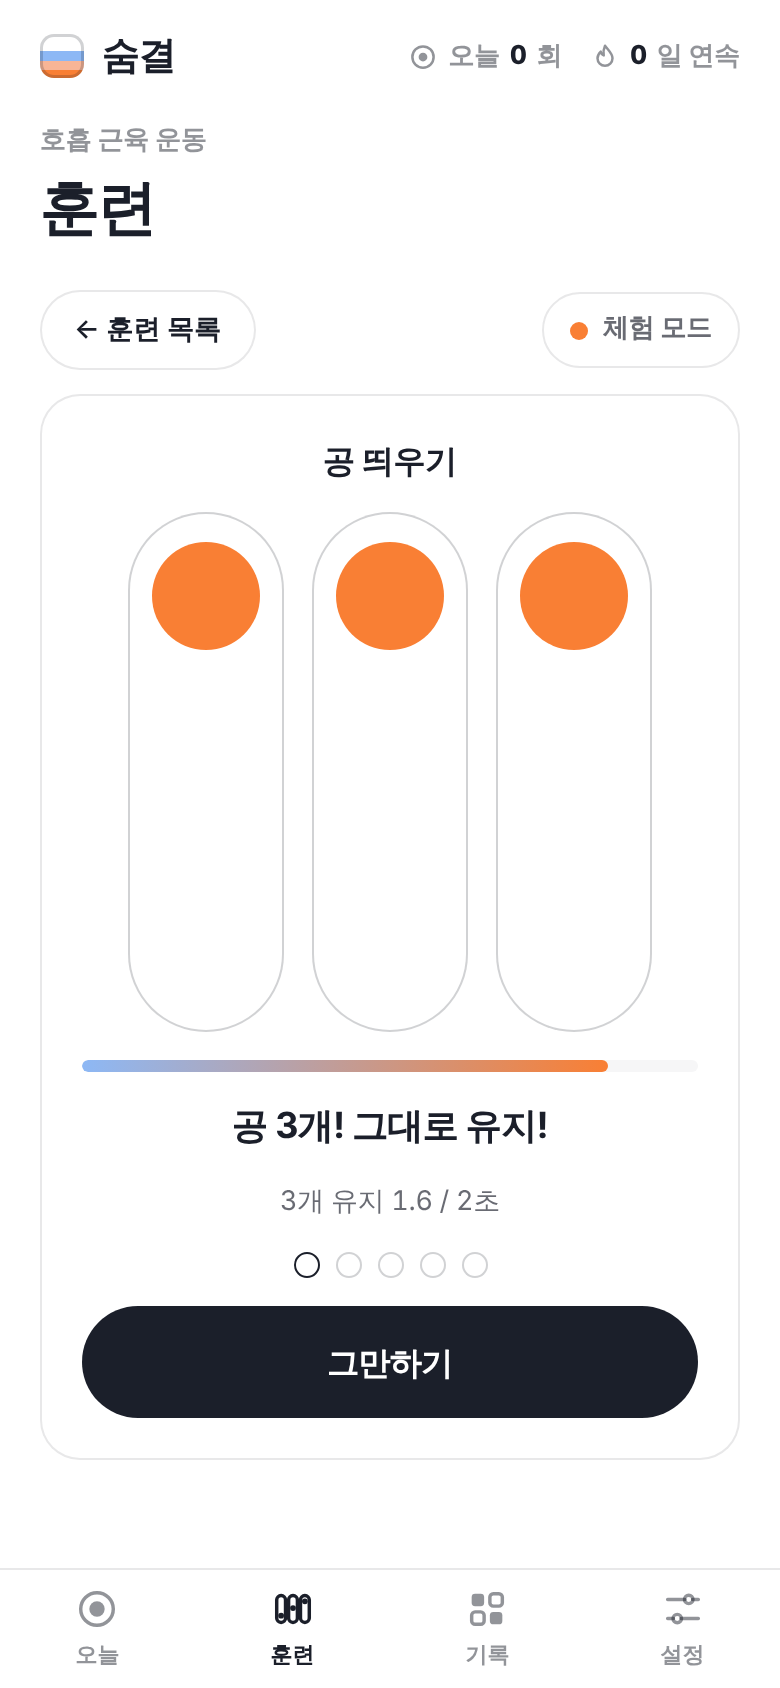 숨결
오늘 0 회 0 일 연속
호흡 근육 운동
훈련
← 훈련 목록
체험 모드
공 띄우기
공 3개! 그대로 유지!
3개 유지 1.6 / 2초
그만하기
오늘
훈련
기록
설정